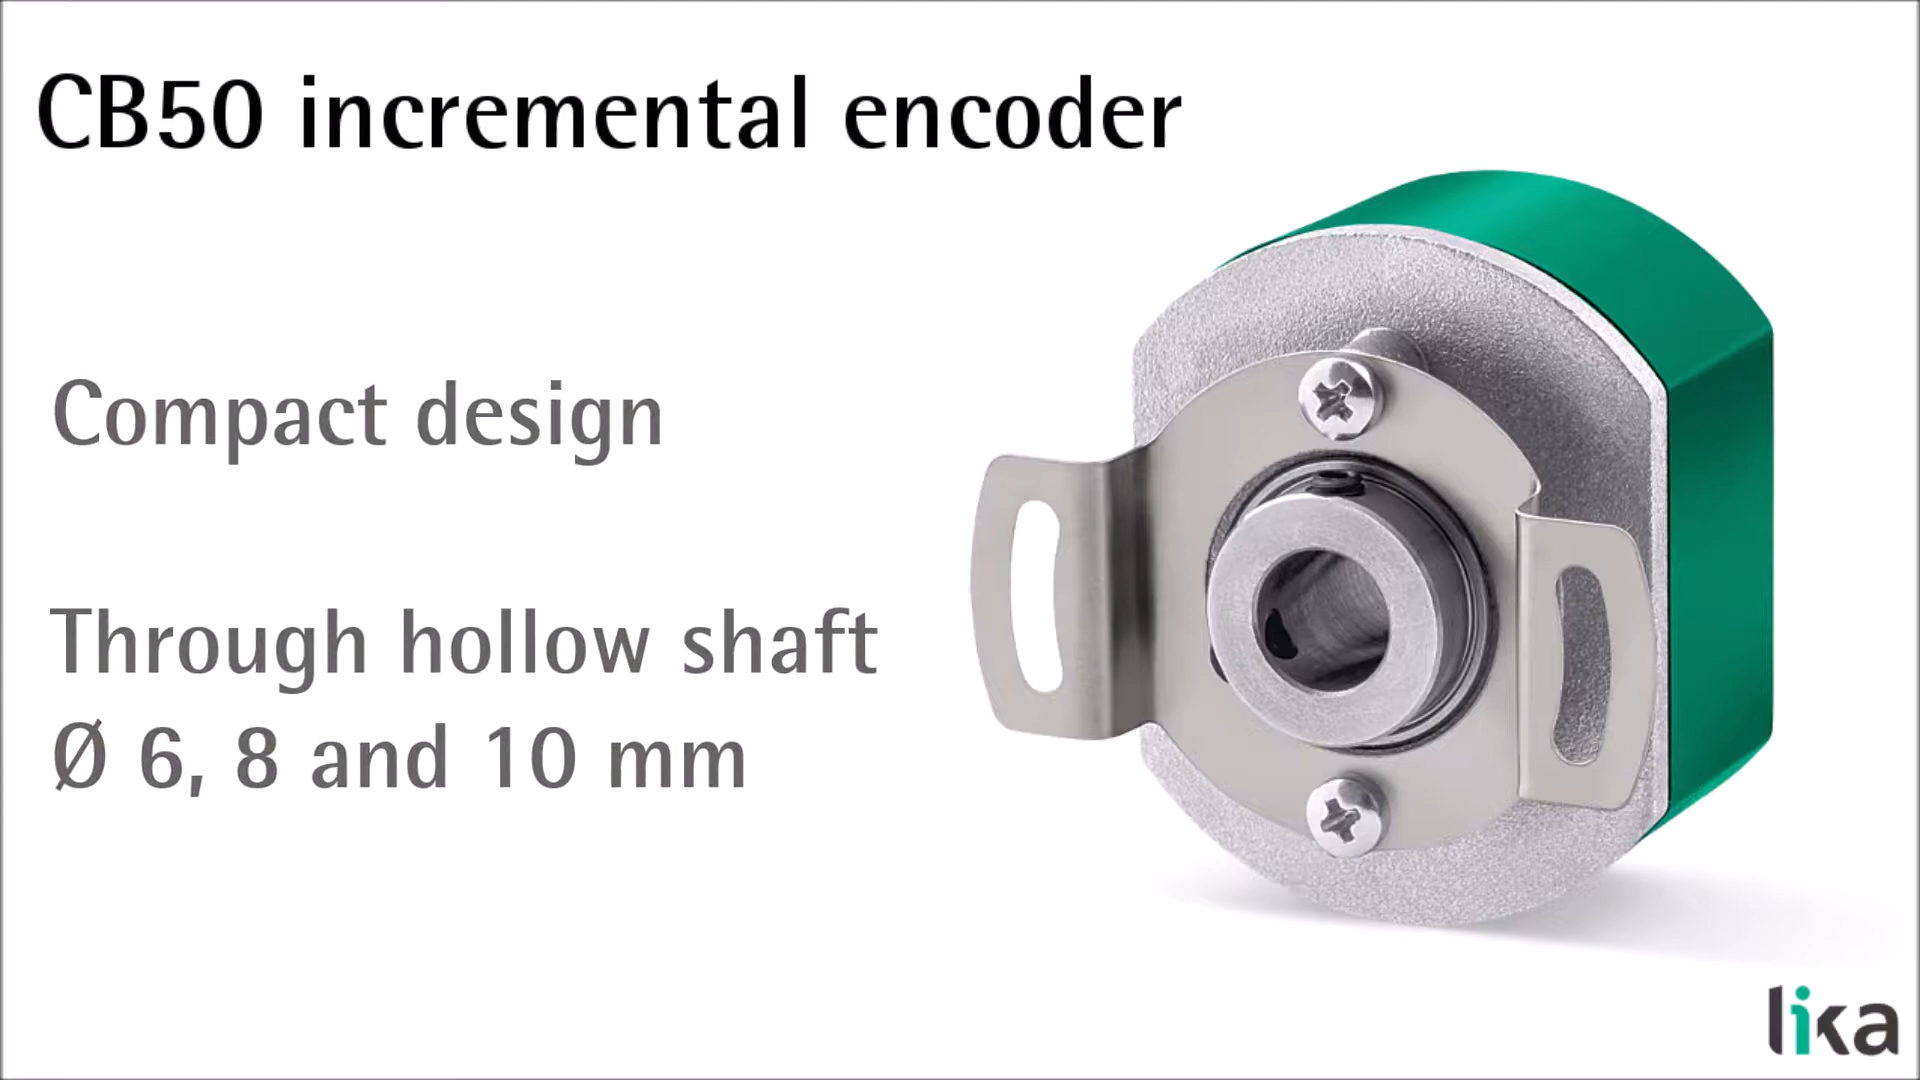 CB50 incremental encoder
Compact design
Through hollow shaft
Ø 6, 8 and 10 mm
lika